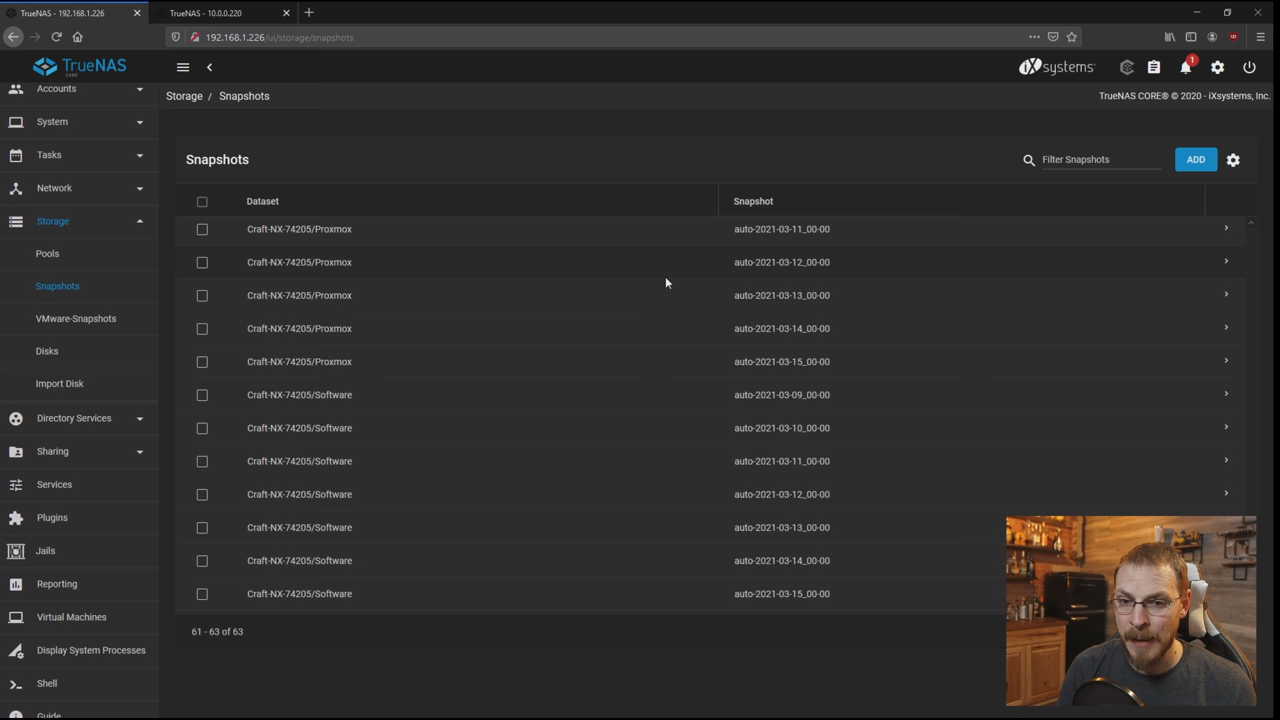 TrueNAS - 192.168.1.226
TrueNAS - 10.0.0.220
192.168.1.226/ui/storage/snapshots
TrueNAS
CORE
iXsystems
1
Storage / Snapshots
TrueNAS CORE® © 2020 - iXsystems, Inc.
Accounts
System
Tasks
Network
Storage
Pools
Snapshots
VMware-Snapshots
Disks
Import Disk
Directory Services
Sharing
Services
Plugins
Jails
Reporting
Virtual Machines
Display System Processes
Shell
Guide
Snapshots
Filter Snapshots
ADD
Dataset Snapshot
Craft-NX-74205/Proxmox auto-2021-03-11_00-00
Craft-NX-74205/Proxmox auto-2021-03-12_00-00
Craft-NX-74205/Proxmox auto-2021-03-13_00-00
Craft-NX-74205/Proxmox auto-2021-03-14_00-00
Craft-NX-74205/Proxmox auto-2021-03-15_00-00
Craft-NX-74205/Software auto-2021-03-09_00-00
Craft-NX-74205/Software auto-2021-03-10_00-00
Craft-NX-74205/Software auto-2021-03-11_00-00
Craft-NX-74205/Software auto-2021-03-12_00-00
Craft-NX-74205/Software auto-2021-03-13_00-00
Craft-NX-74205/Software auto-2021-03-14_00-00
Craft-NX-74205/Software auto-2021-03-15_00-00
61 - 63 of 63